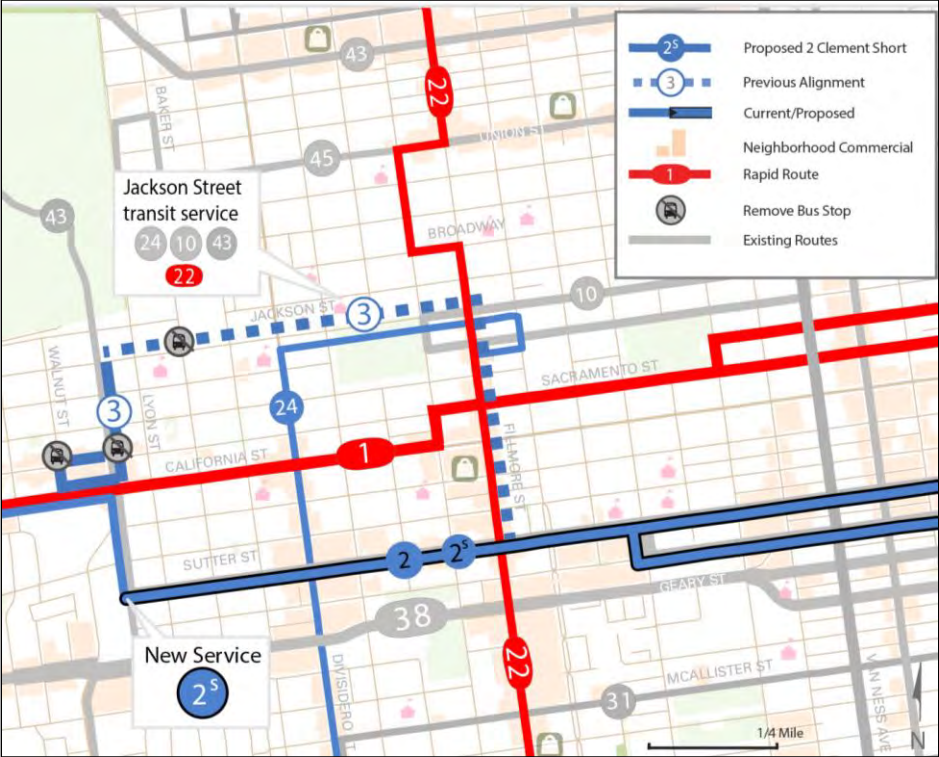 43
22
UNION ST
BAKER ST
45
43
Jackson Street
transit service
24 10 43
22
BROADWAY
10
JACKSON ST
3
WALNUT ST
3
LYON ST
24
SACRAMENTO ST
CALIFORNIA ST
1
FILLMORE ST
SUTTER ST
2
2S
38
GEARY ST
New Service
2S
DIVISIDERO ST
22
MCALLISTER ST
31
VAN NESS AVE
1/4 Mile
N
2S Proposed 2 Clement Short
3 Previous Alignment
Current/Proposed
Neighborhood Commercial
1 Rapid Route
Remove Bus Stop
Existing Routes